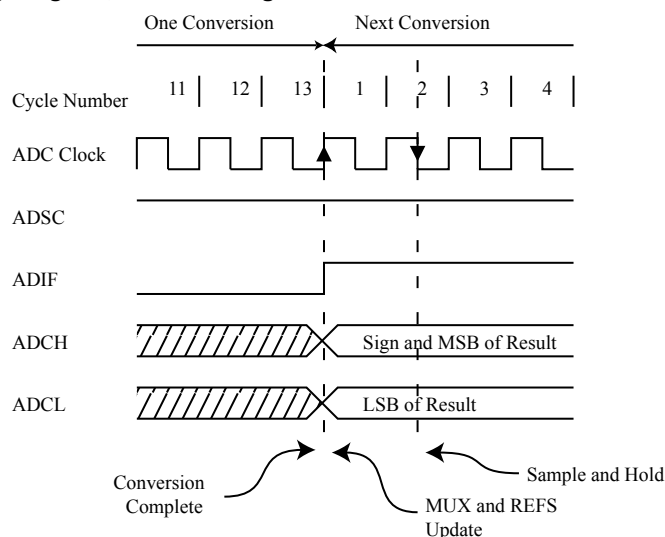 One Conversion Next Conversion
Cycle Number 11 12 13 1 2 3 4
ADC Clock
ADSC
ADIF
ADCH Sign and MSB of Result
ADCL LSB of Result
Conversion
Complete
MUX and REFS
Update
Sample and Hold